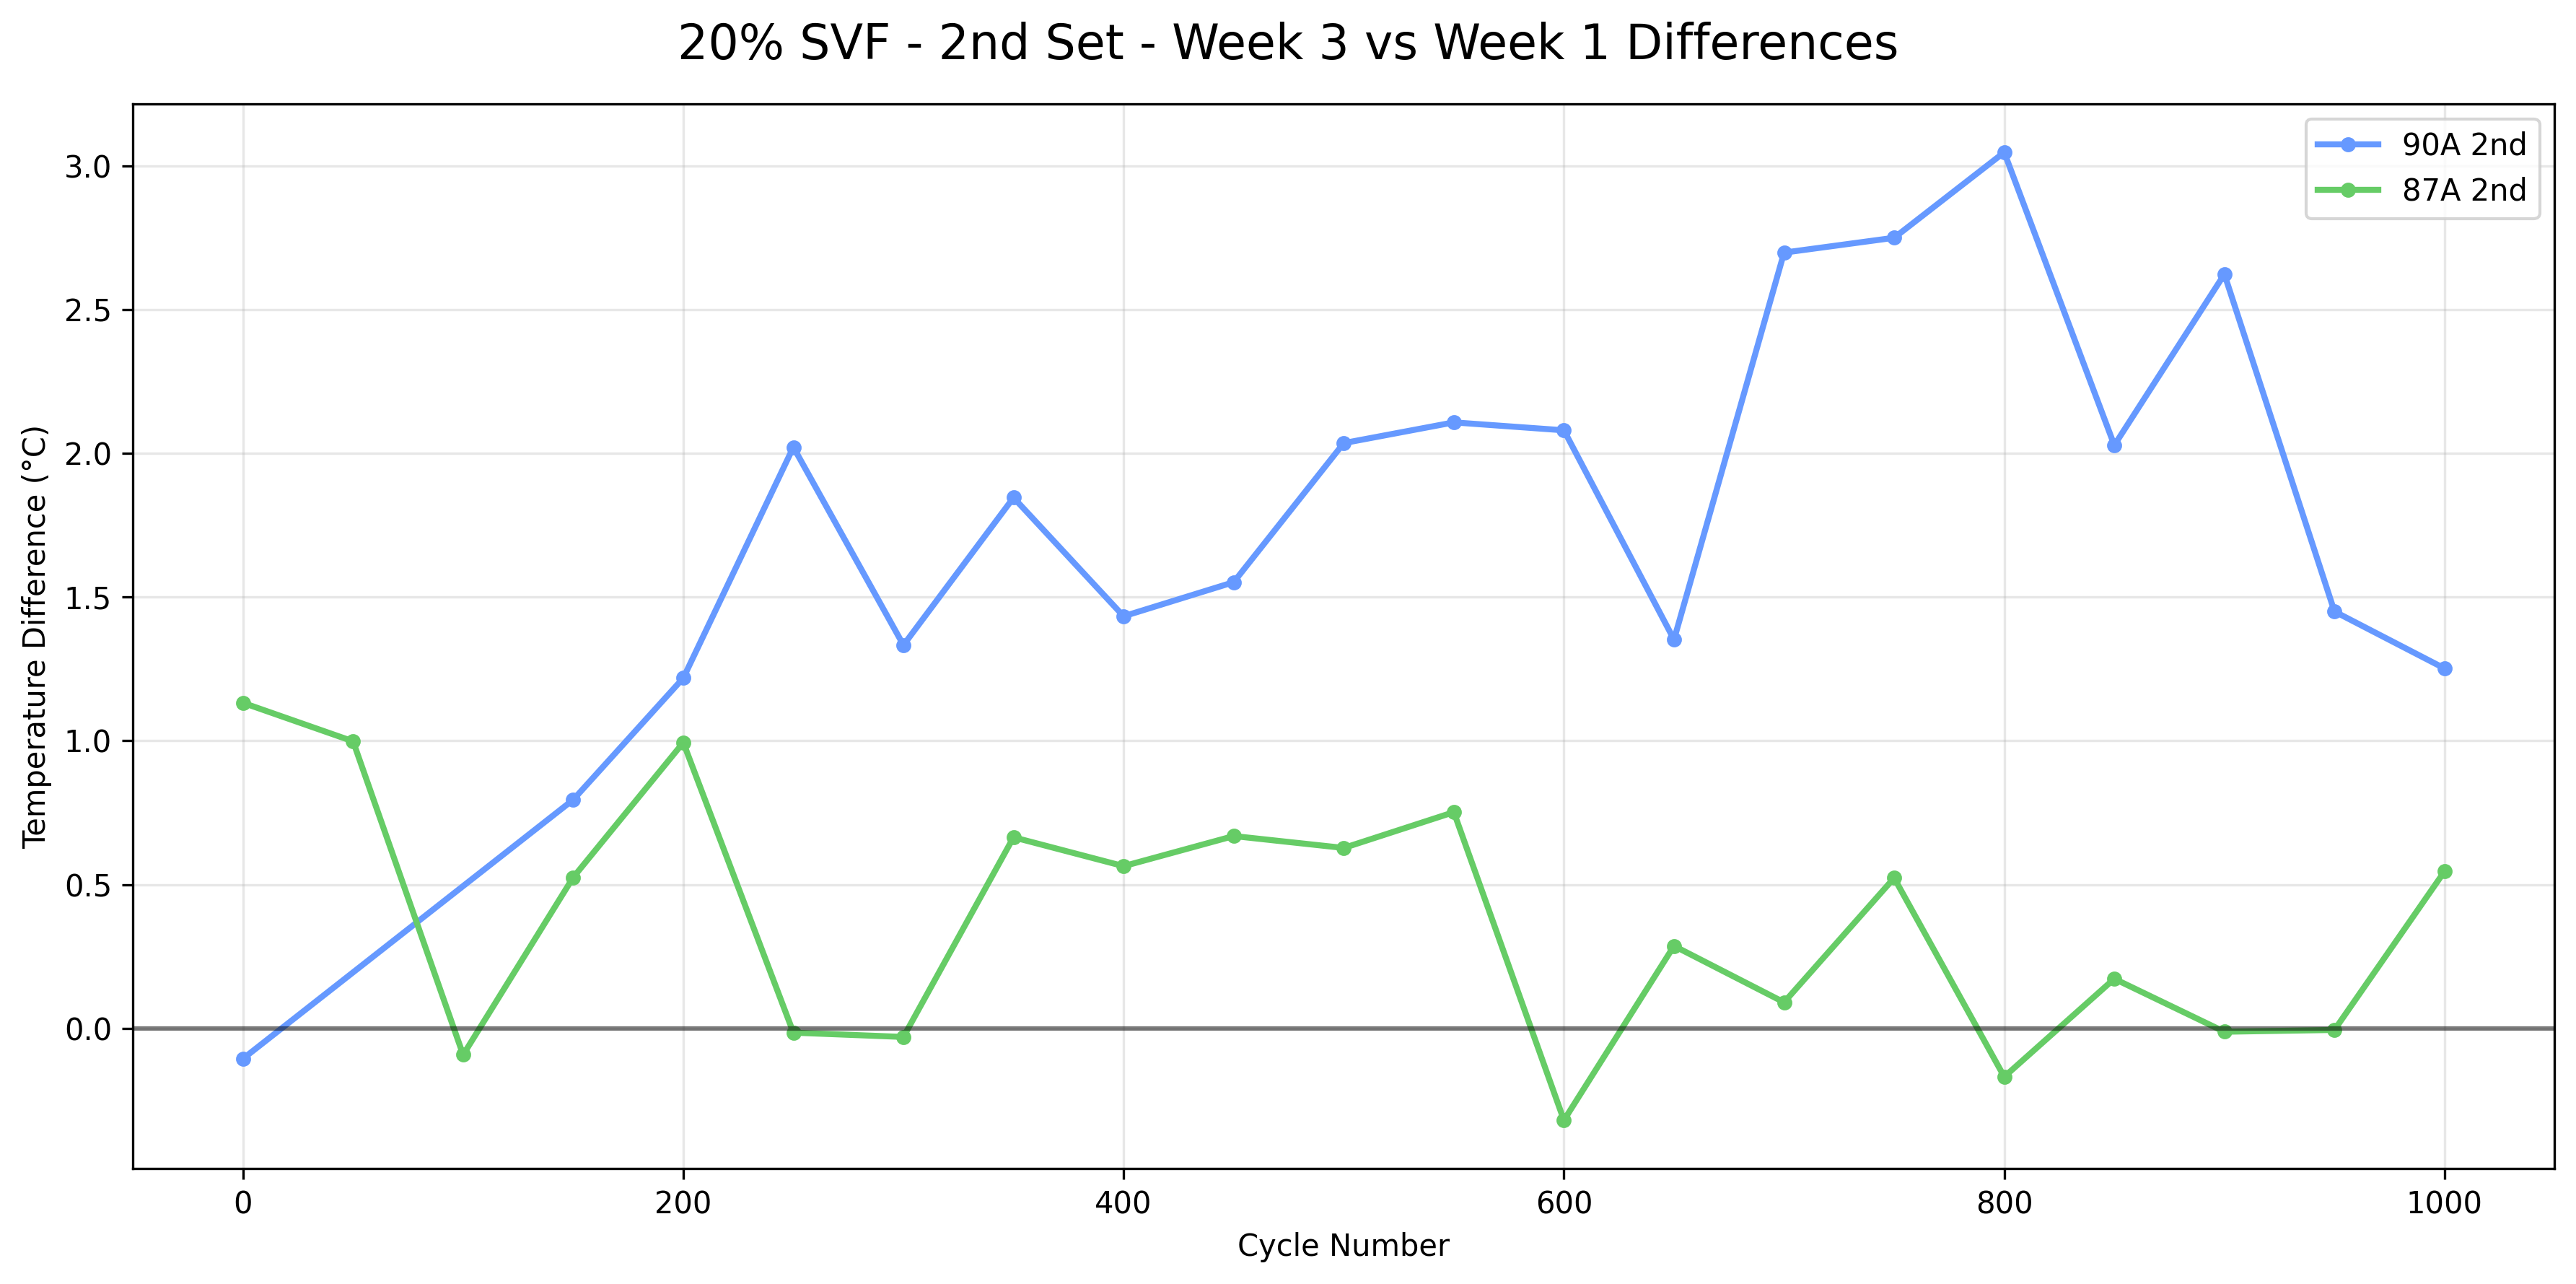 20% SVF - 2nd Set - Week 3 vs Week 1 Differences
90A 2nd
87A 2nd
Temperature Difference (°C)
3.0
2.5
2.0
1.5
1.0
0.5
0.0
0
200
400
600
800
1000
Cycle Number